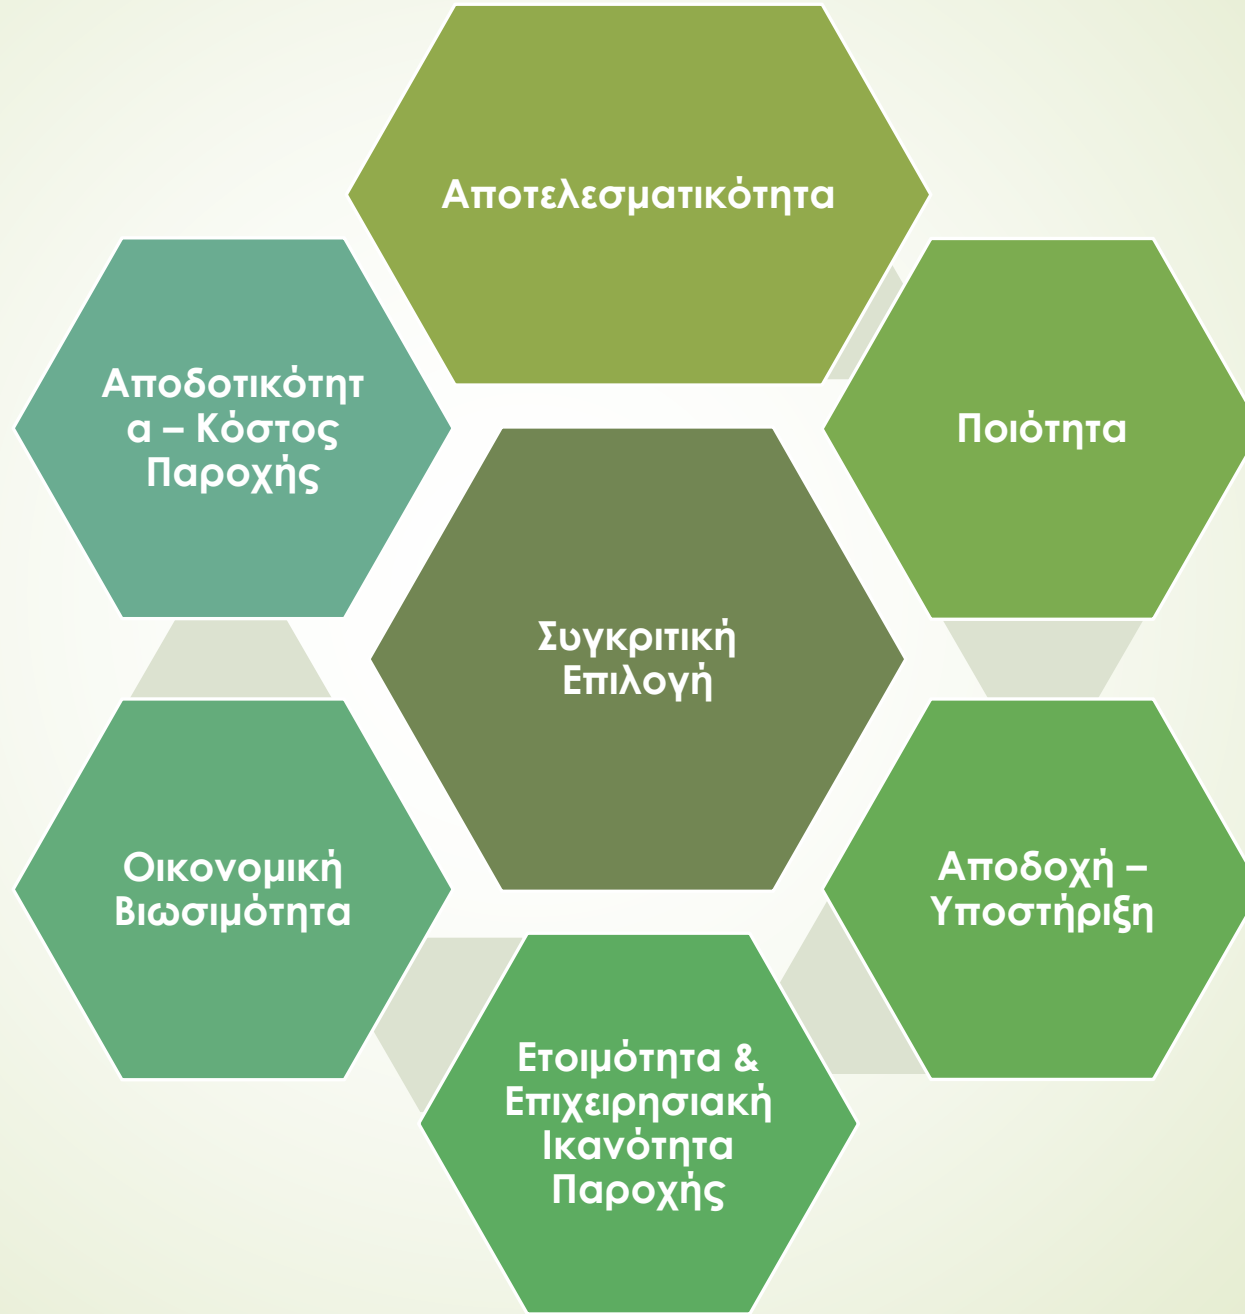 Αποτελεσματικότητα
Ποιότητα
Αποδοχή –
Υποστήριξη
Ετοιμότητα &
Επιχειρησιακή
Ικανότητα
Παροχής
Οικονομική
Βιωσιμότητα
Αποδοτικότητ
α – Κόστος
Παροχής
Συγκριτική
Επιλογή